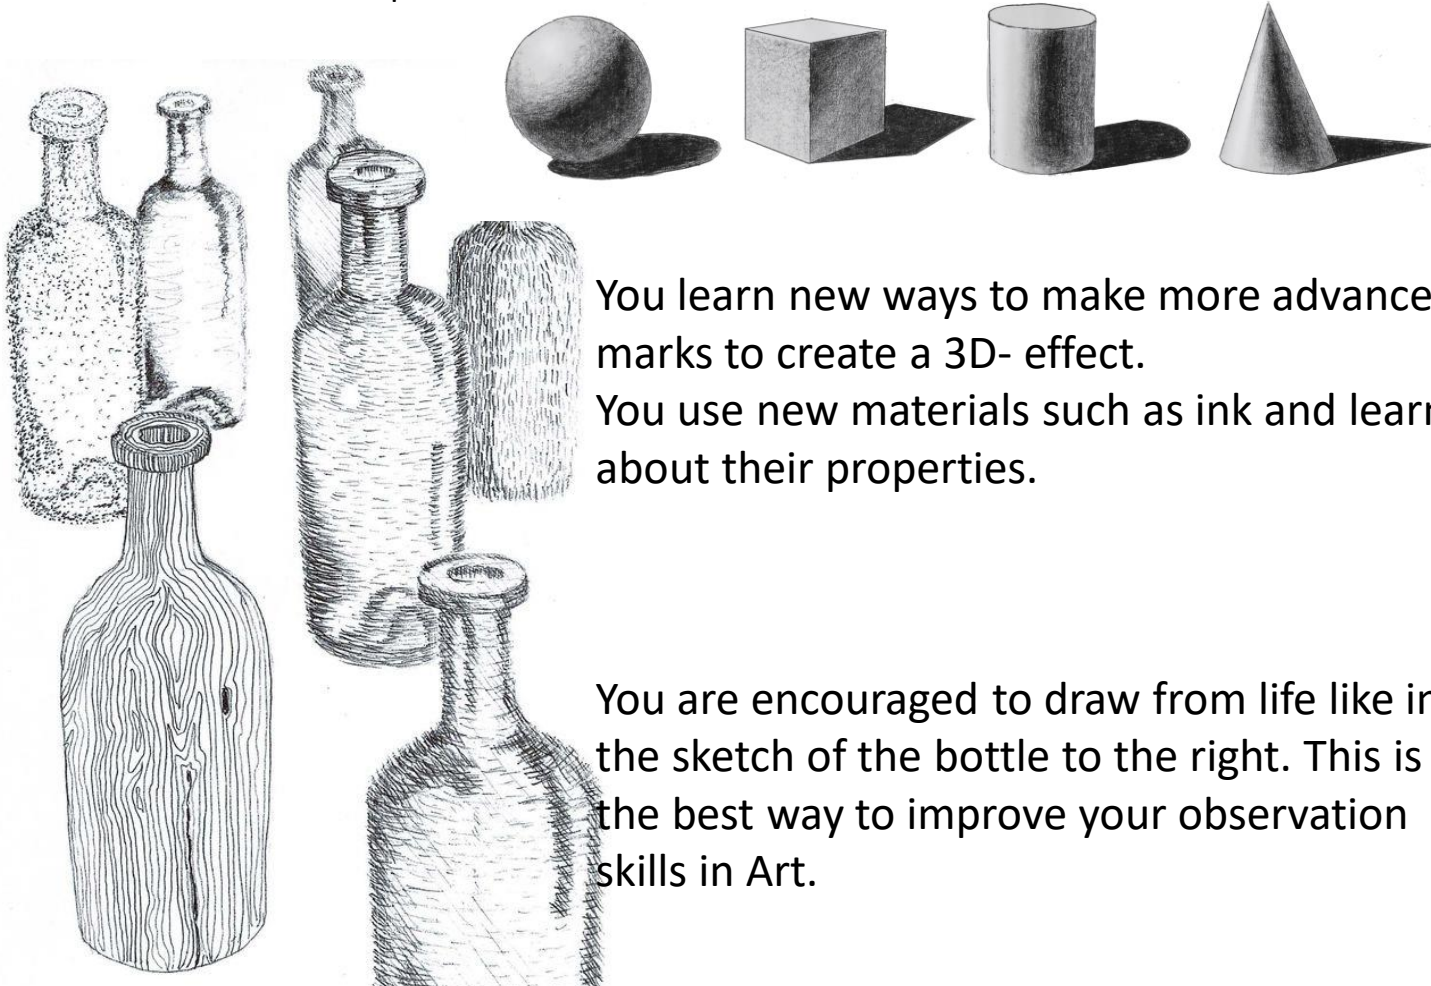 You learn new ways to make more advance
marks to create a 3D- effect.
You use new materials such as ink and learn
about their properties.
You are encouraged to draw from life like in
the sketch of the bottle to the right. This is
the best way to improve your observation
skills in Art.